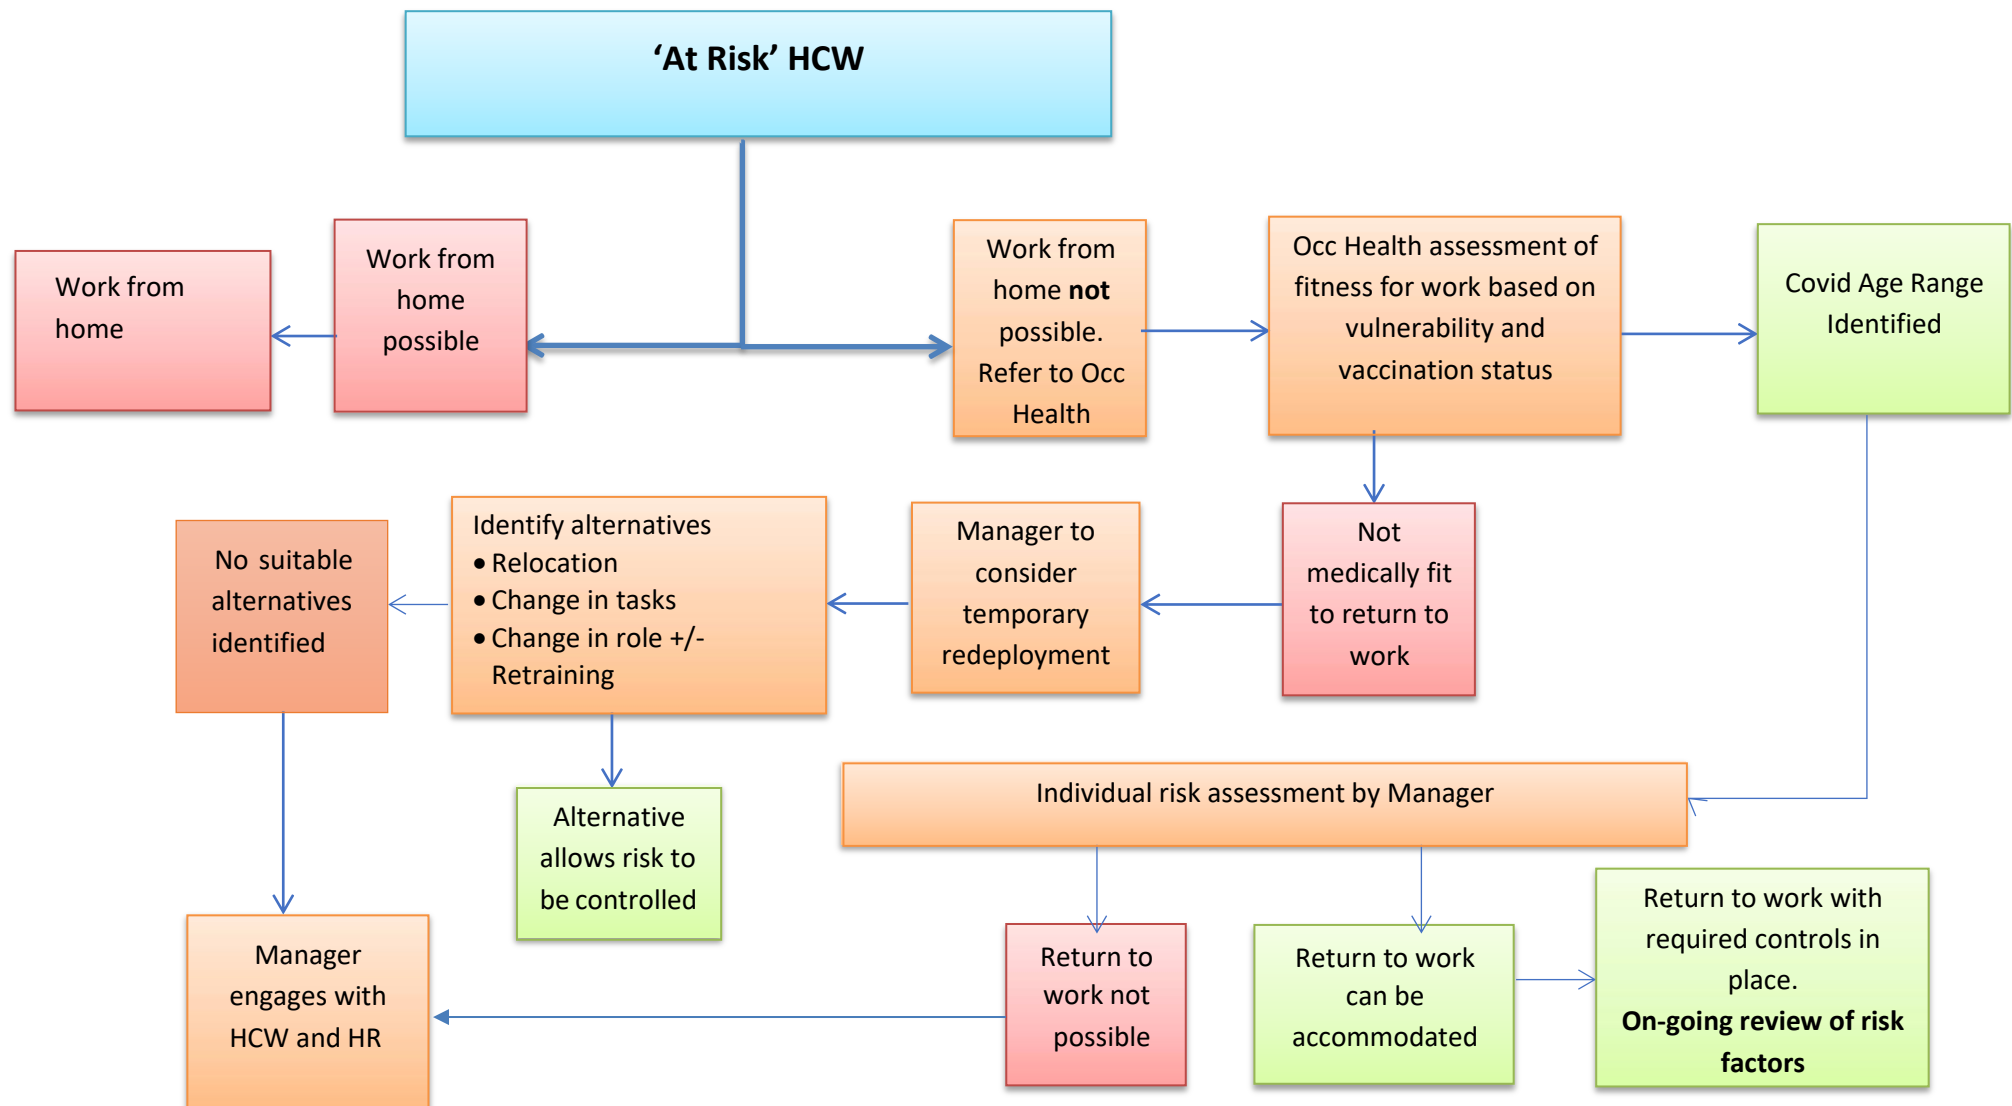 ‘At Risk’ HCW
Work from
home
Work from
home
possible
Work from
home not
possible.
Refer to Occ
Health
Occ Health assessment of
fitness for work based on
vulnerability and
vaccination status
Covid Age Range
Identified
No suitable
alternatives
identified
Identify alternatives
• Relocation
• Change in tasks
• Change in role +/-
Retraining
Manager to
consider
temporary
redeployment
Not
medically fit
to return to
work
Individual risk assessment by Manager
Alternative
allows risk to
be controlled
Manager
engages with
HCW and HR
Return to
work not
possible
Return to work
can be
accommodated
Return to work with
required controls in
place.
On-going review of risk
factors